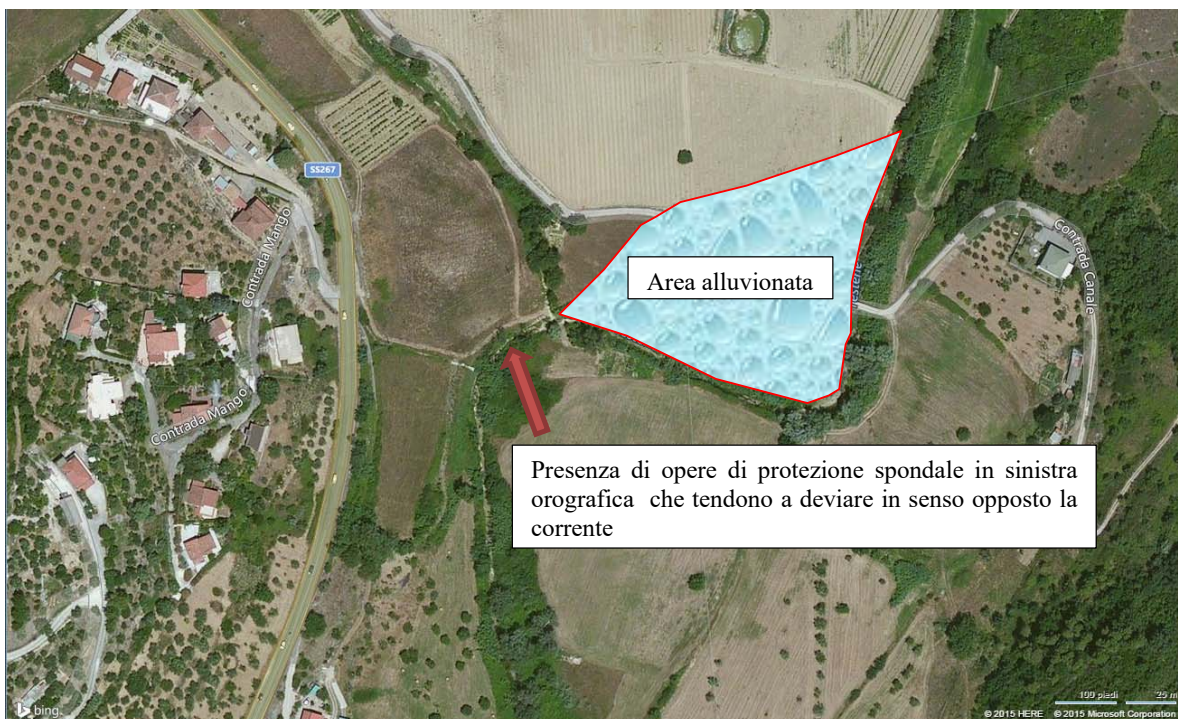 SS267
Contrada Mango
Contrada Mango
Contrada Canale
Area alluvionata
Presenza di opere di protezione spondale in sinistra
orografica che tendono a deviare in senso opposto la
corrente
bing
100 piedi 25 m
© 2015 HERE © 2015 Microsoft Corporation